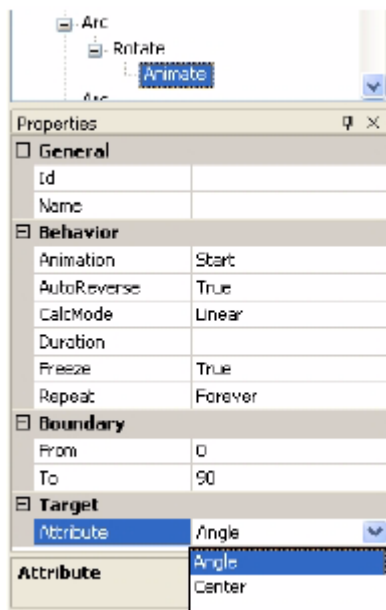 Arc
Rotate
Animate
Arc
Properties
General
Id
Name
Behavior
Animation Start
AutoReverse True
CalcMode Linear
Duration
Freeze True
Repeat Forever
Boundary
From 0
To 90
Target
Attribute Angle
Angle
Attribute
Center